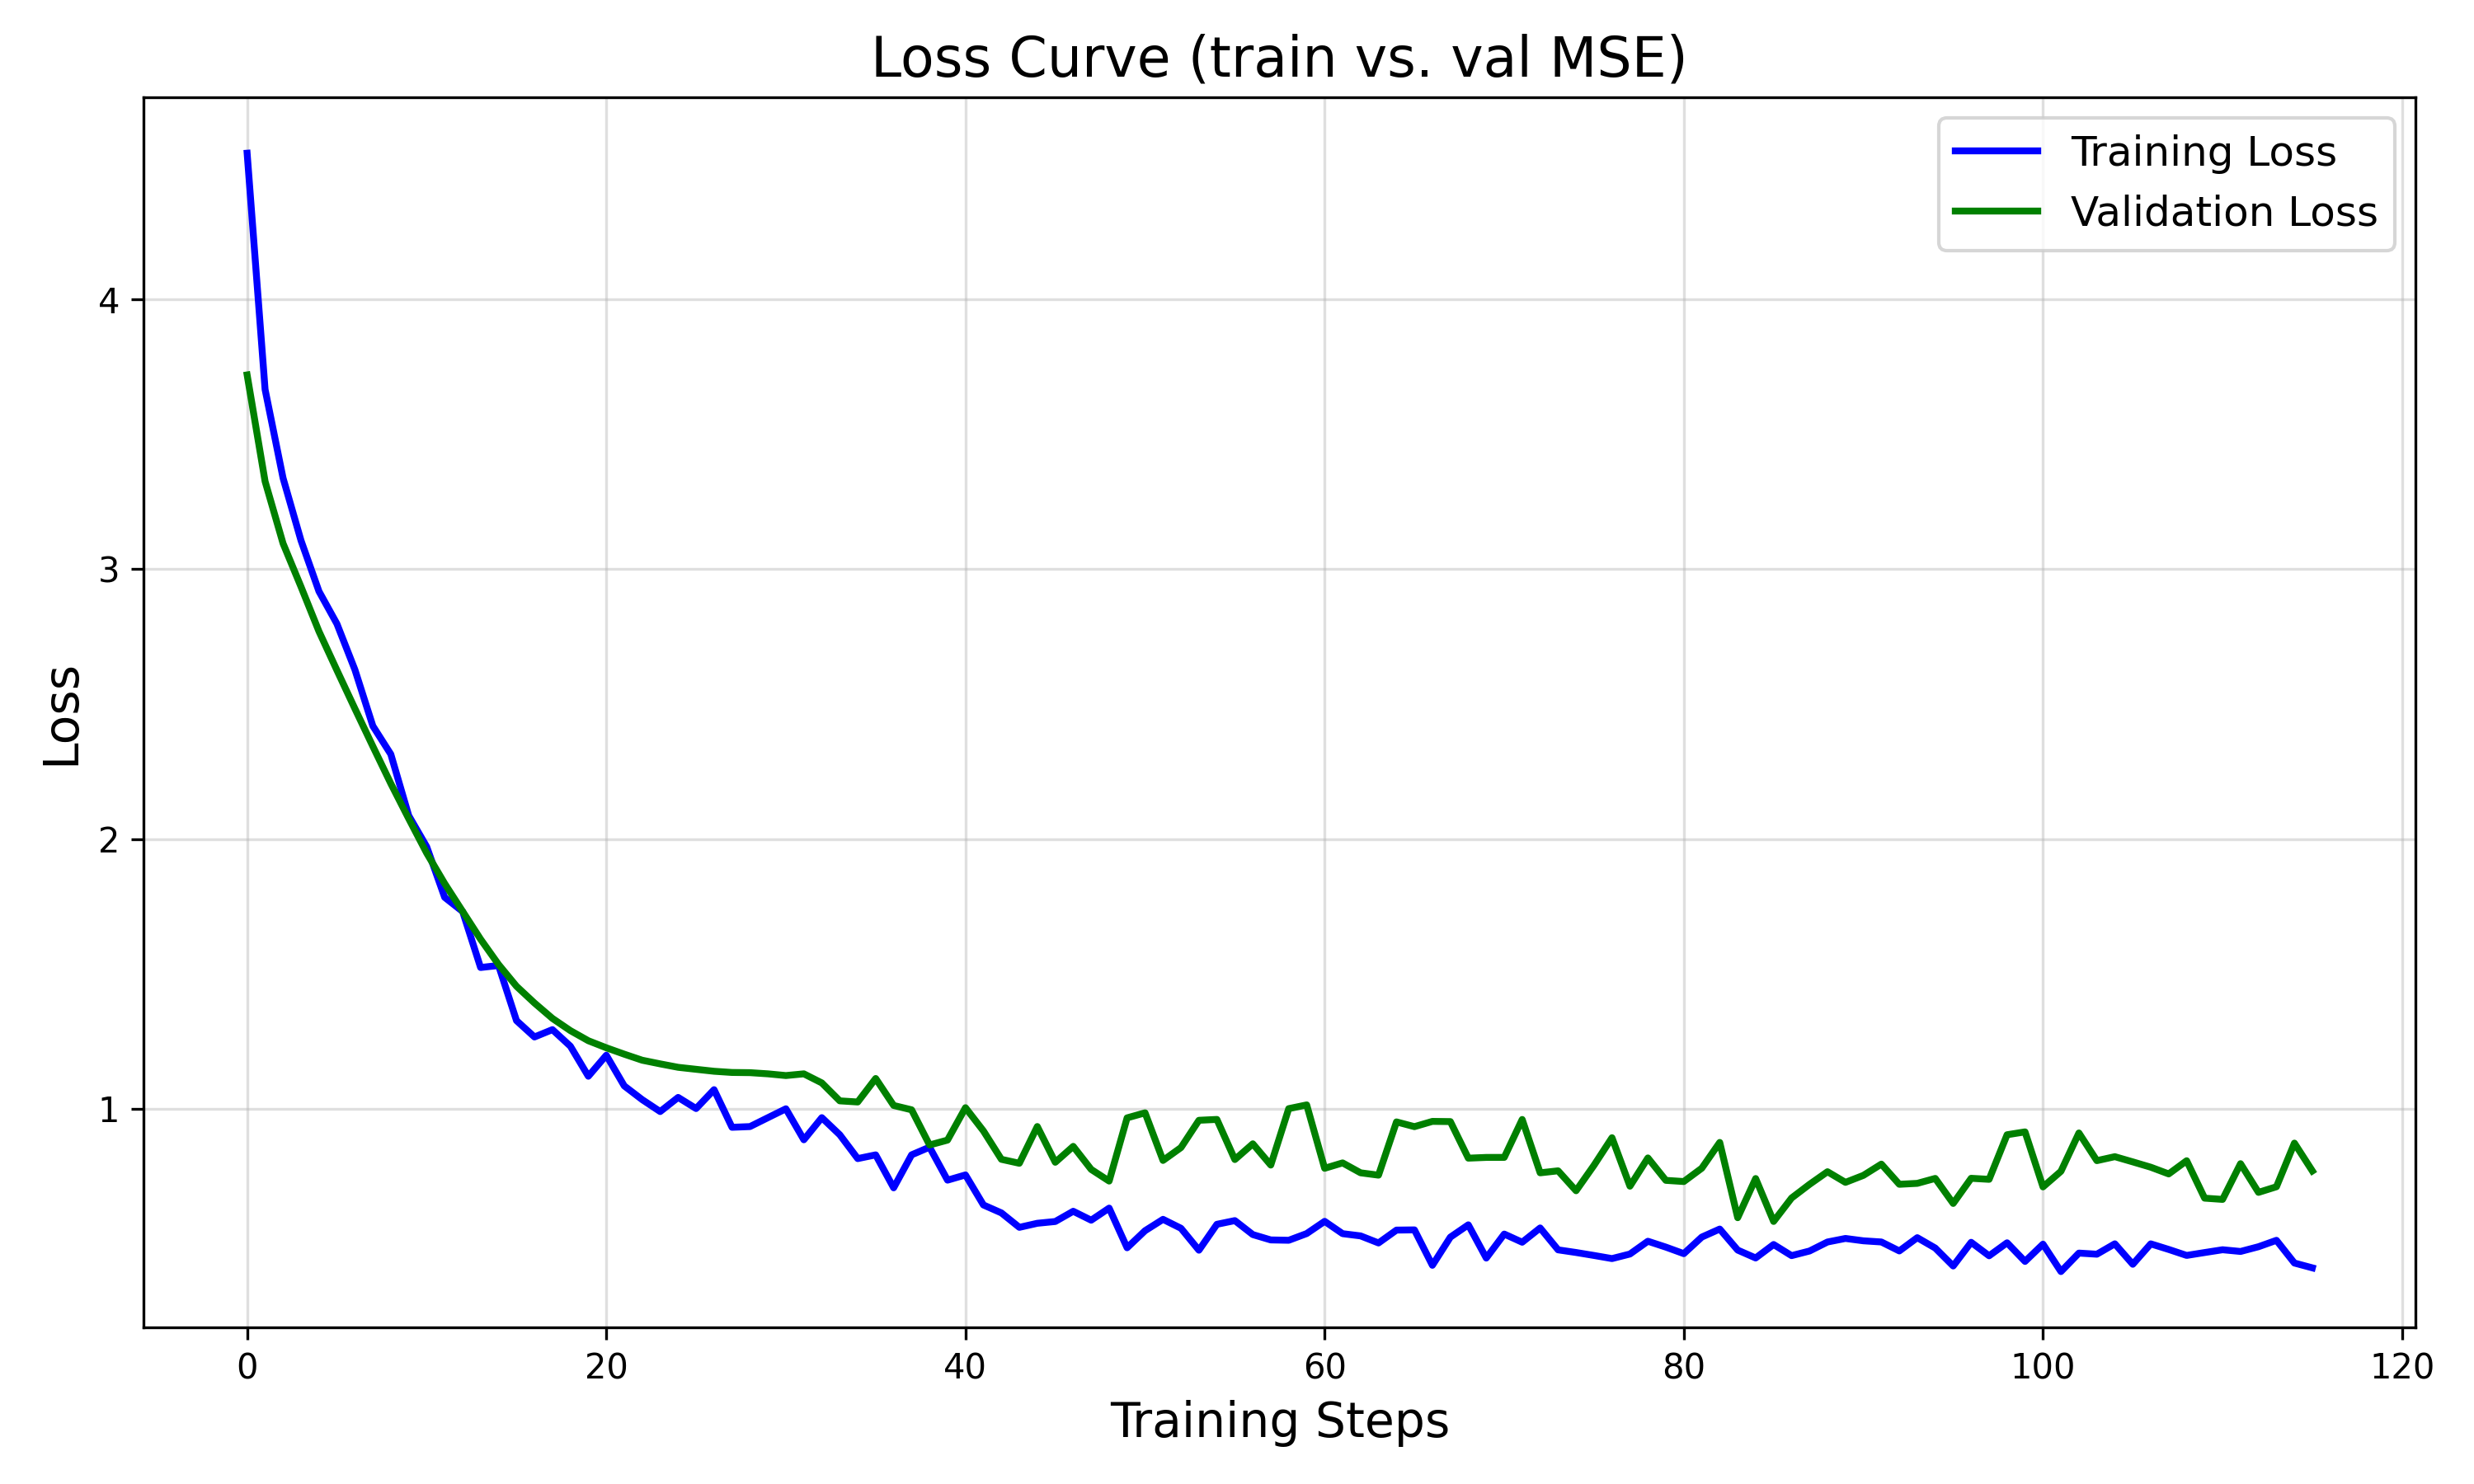 Loss Curve (train vs. val MSE)
Training Loss
Validation Loss
Loss
4
3
2
1
0 20 40 60 80 100 120
Training Steps